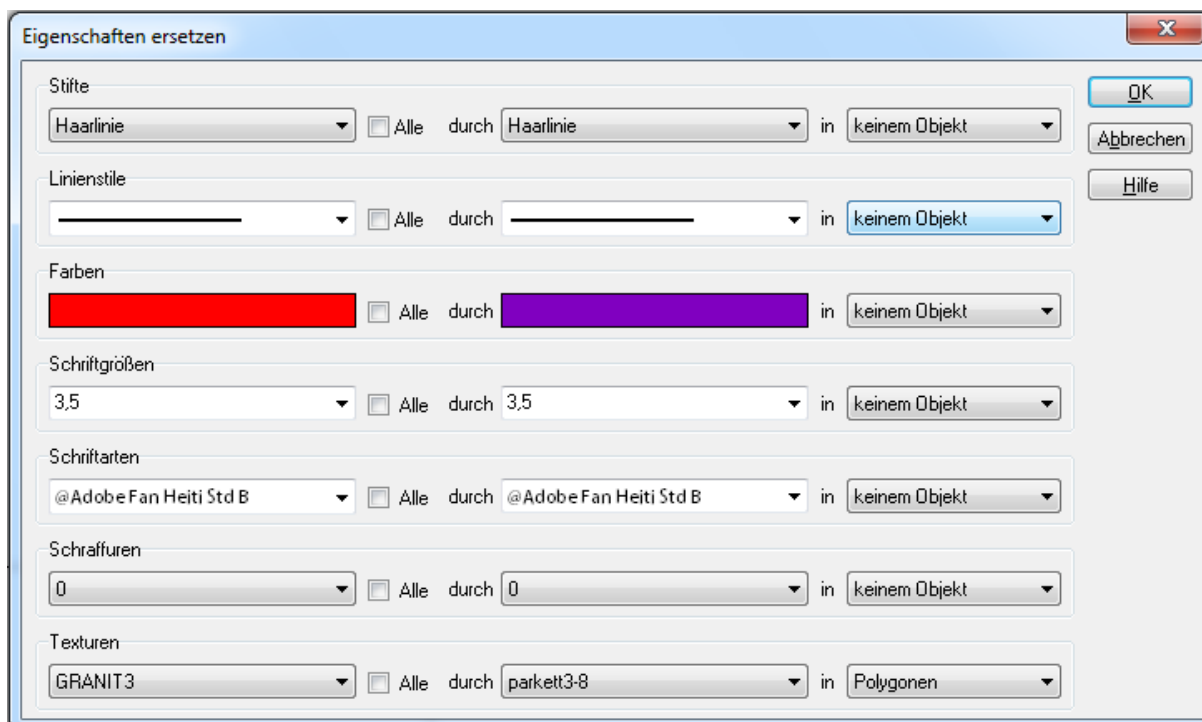 Eigenschaften ersetzen
Stifte
Haarlinie Alle durch Haarlinie in keinem Objekt
OK
Abbrechen
Hilfe
Linienstile
Alle durch in keinem Objekt
Farben
Alle durch in keinem Objekt
Schriftgrößen
3,5 Alle durch 3,5 in keinem Objekt
Schriftarten
@Adobe Fan Heiti Std B Alle durch @Adobe Fan Heiti Std B in keinem Objekt
Schraffuren
0 Alle durch 0 in keinem Objekt
Texturen
GRANIT3 Alle durch parkett3-8 in Polygonen